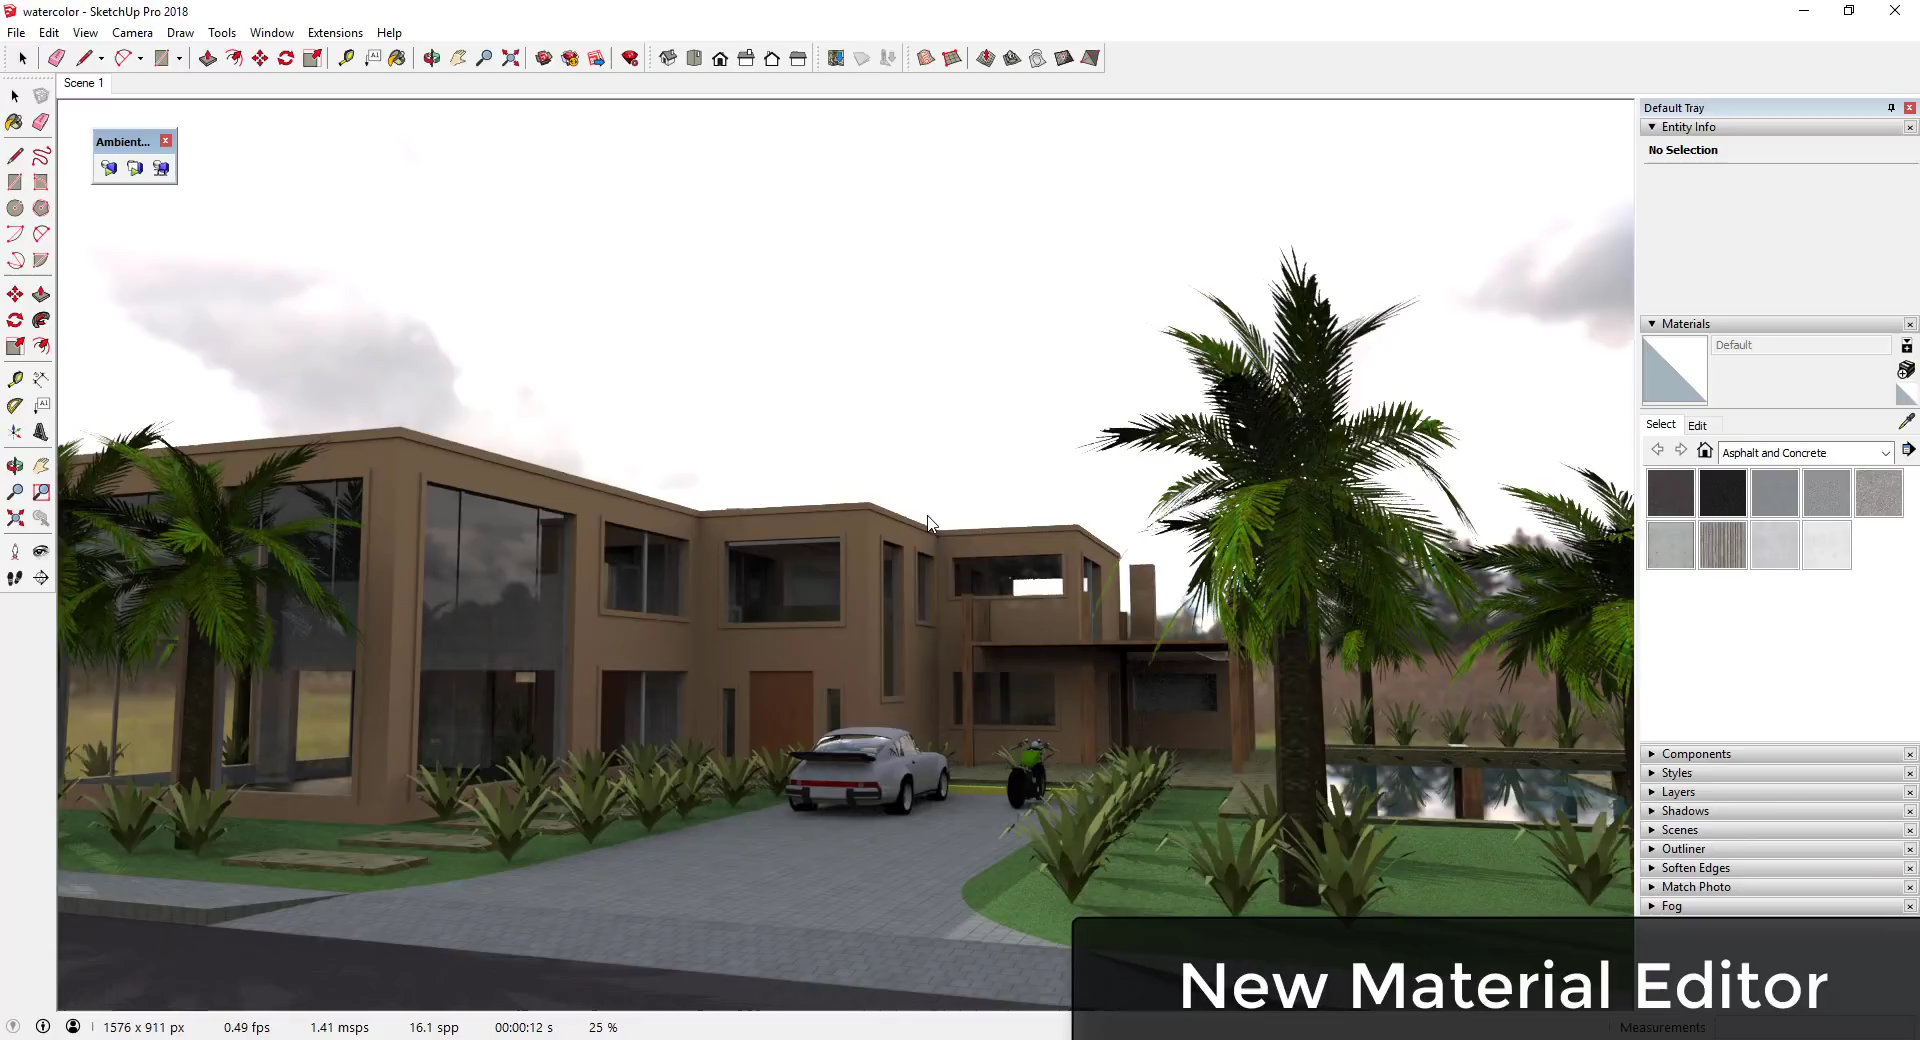 watercolor - SketchUp Pro 2018
File Edit View Camera Draw Tools Window Extensions Help
Scene 1
Ambient...
Default Tray
Entity Info
No Selection
Materials
Default
Select Edit
Asphalt and Concrete
Components
Styles
Layers
Shadows
Scenes
Outliner
Soften Edges
Match Photo
Fog
New Material Editor
1576 x 911 px 0.49 fps 1.41 msps 16.1 spp 00:00:12 s 25 % Measurements